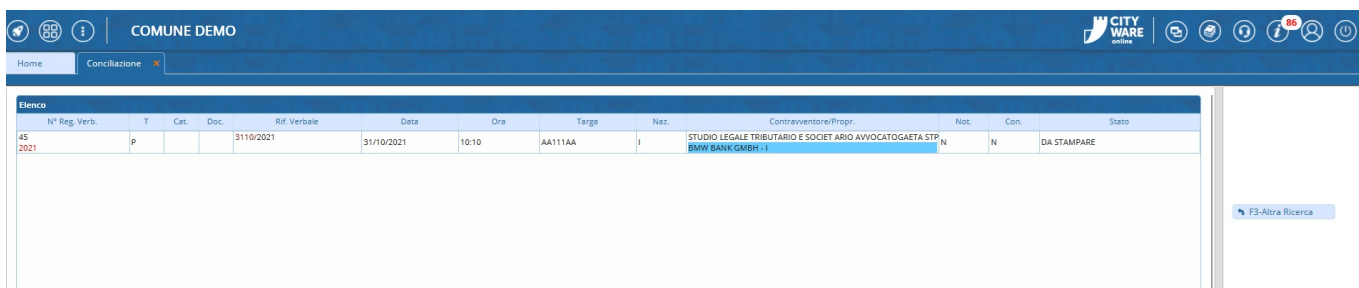 COMUNE DEMO
CITY
WARE
online
86
Home
Conciliazione ×
Elenco
N° Reg. Verb. T Cat. Doc. Rif. Verbale Data Ora Targa Naz. Contravventore/Propr. Not. Con. Stato
45 P 3110/2021 31/10/2021 10:10 AA111AA I STUDIO LEGALE TRIBUTARIO E SOCIET ARIO AVVOCATOGAETA STP N N DA STAMPARE
2021 BMW BANK GMBH - I
F3-Altra Ricerca